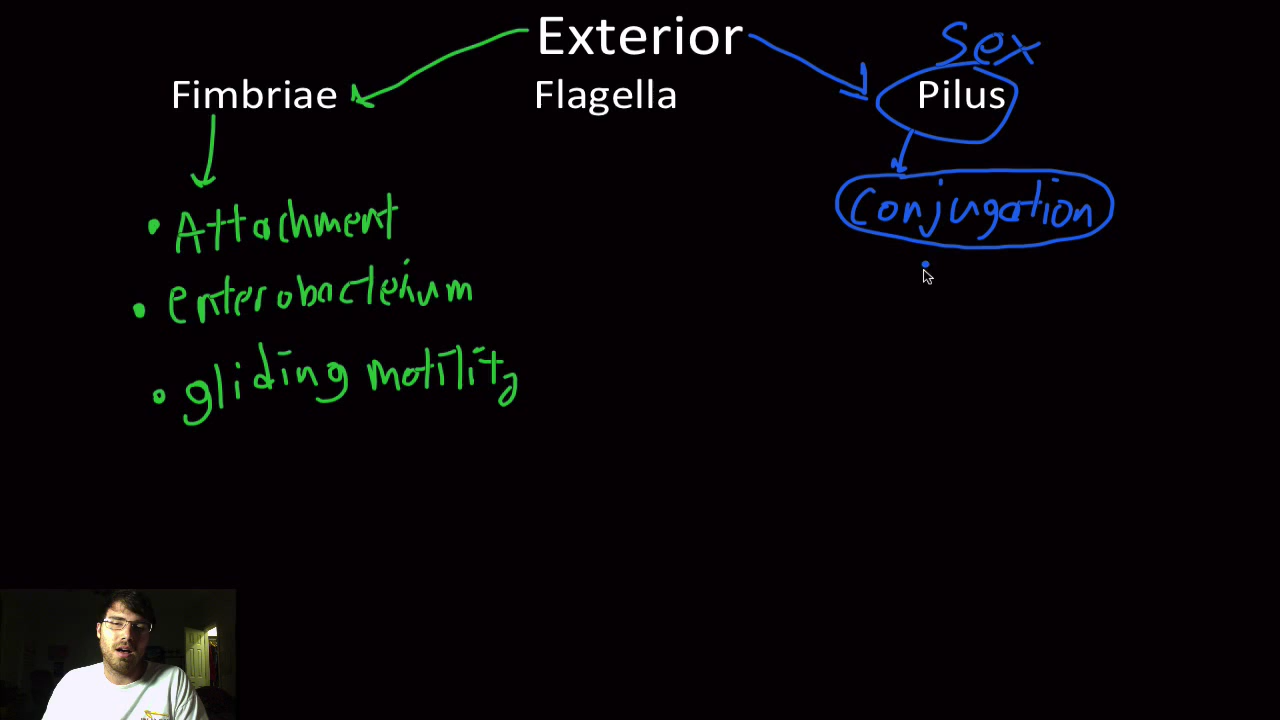 Exterior
Sex
Fimbriae
Flagella
Pilus
• Attachment
• enterobacterium
• gliding motility
Conjugation